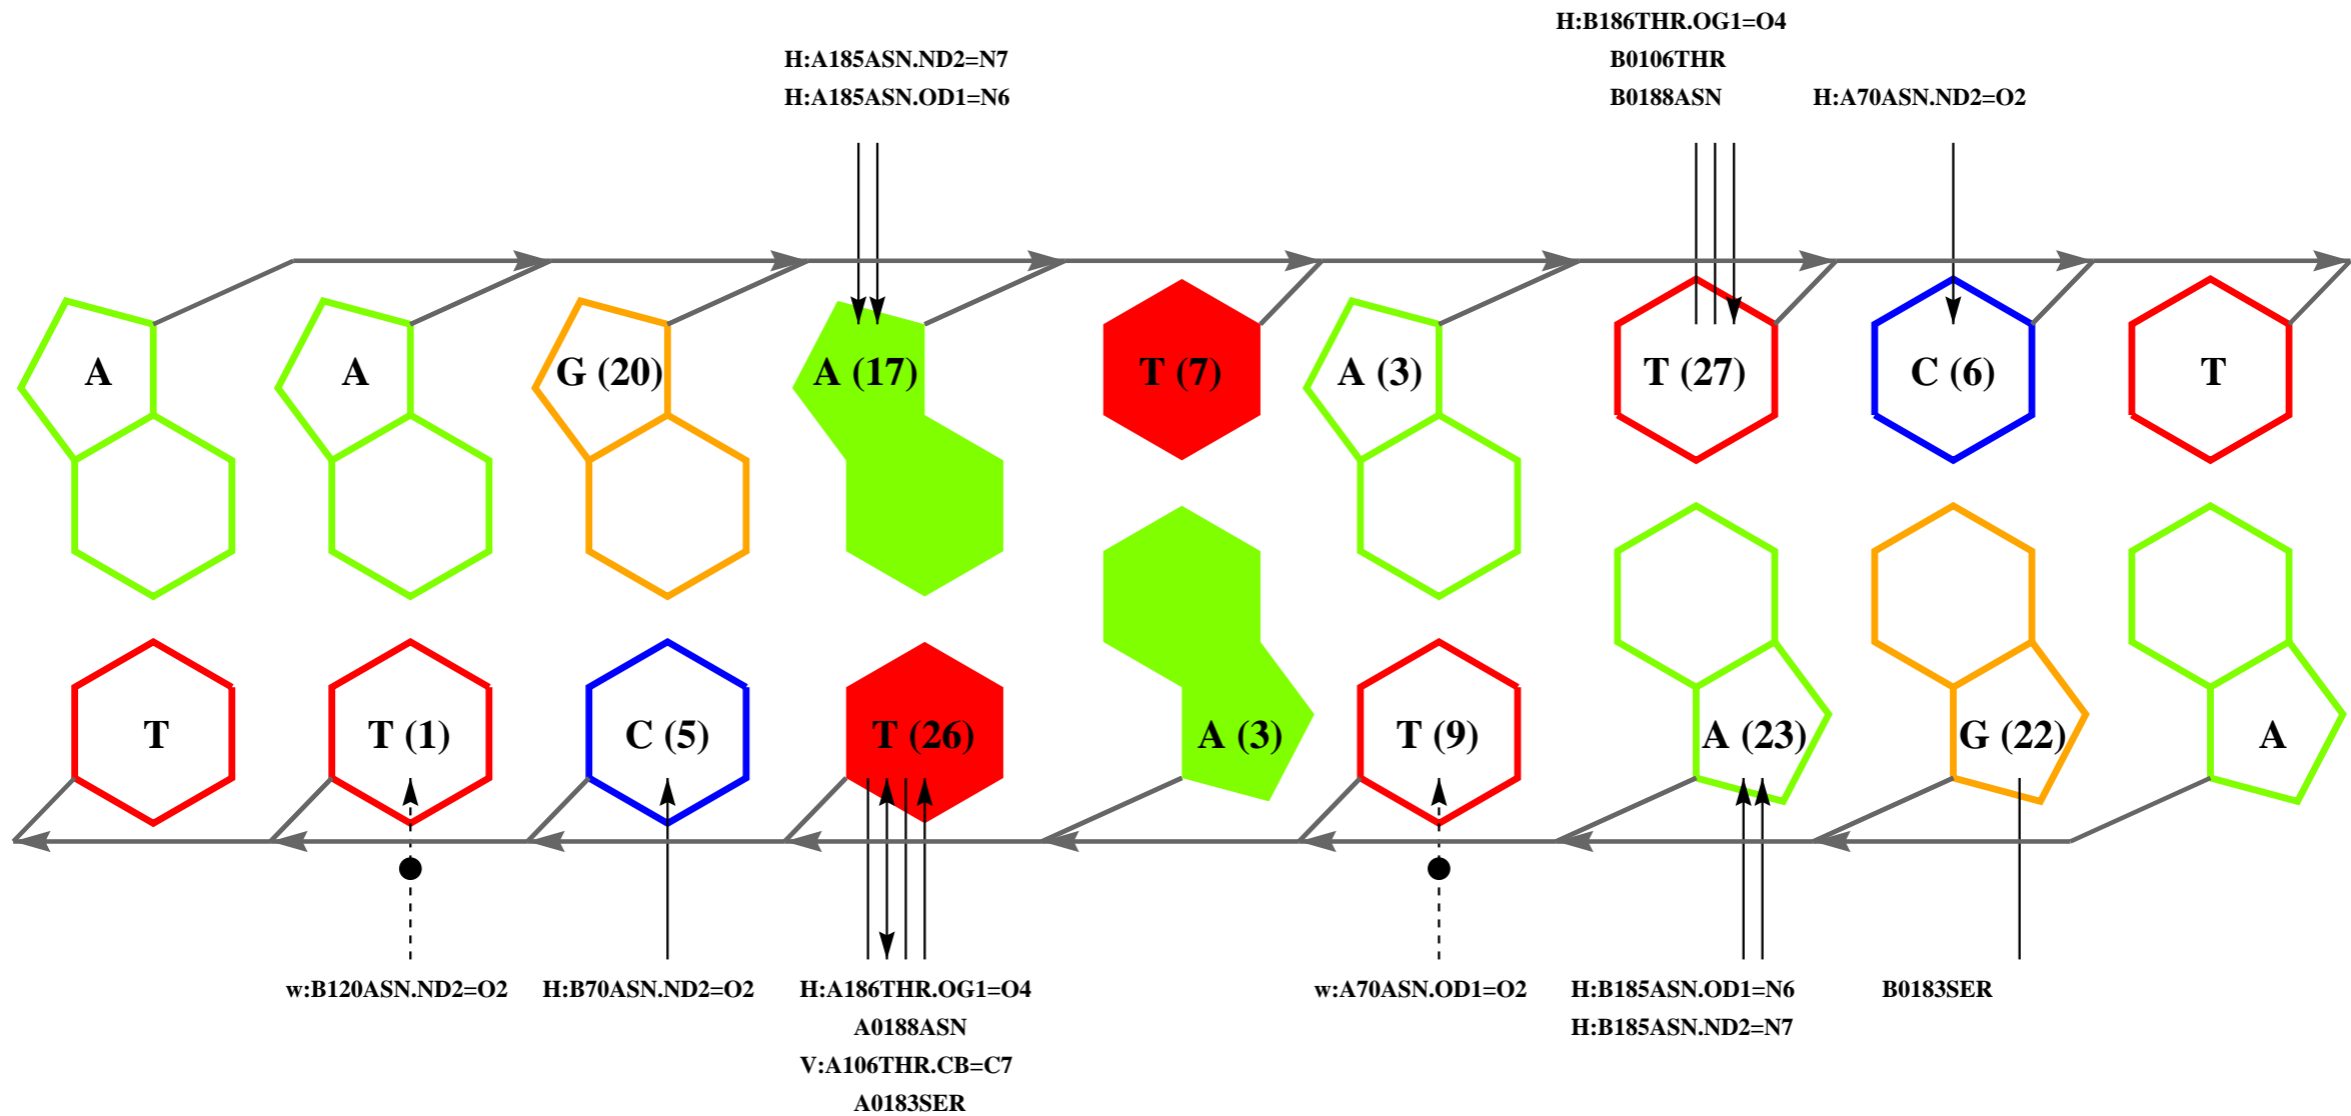 H:B186THR.OG1=O4
H:A185ASN.ND2=N7
B0106THR
H:A185ASN.OD1=N6
B0188ASN
H:A70ASN.ND2=O2
A
A
G (20)
A (17)
T (7)
A (3)
T (27)
C (6)
T
T
T (1)
C (5)
T (26)
A (3)
T (9)
A (23)
G (22)
A
w:B120ASN.ND2=O2
H:B70ASN.ND2=O2
H:A186THR.OG1=O4
A0188ASN
V:A106THR.CB=C7
A0183SER
w:A70ASN.OD1=O2
H:B185ASN.OD1=N6
H:B185ASN.ND2=N7
B0183SER